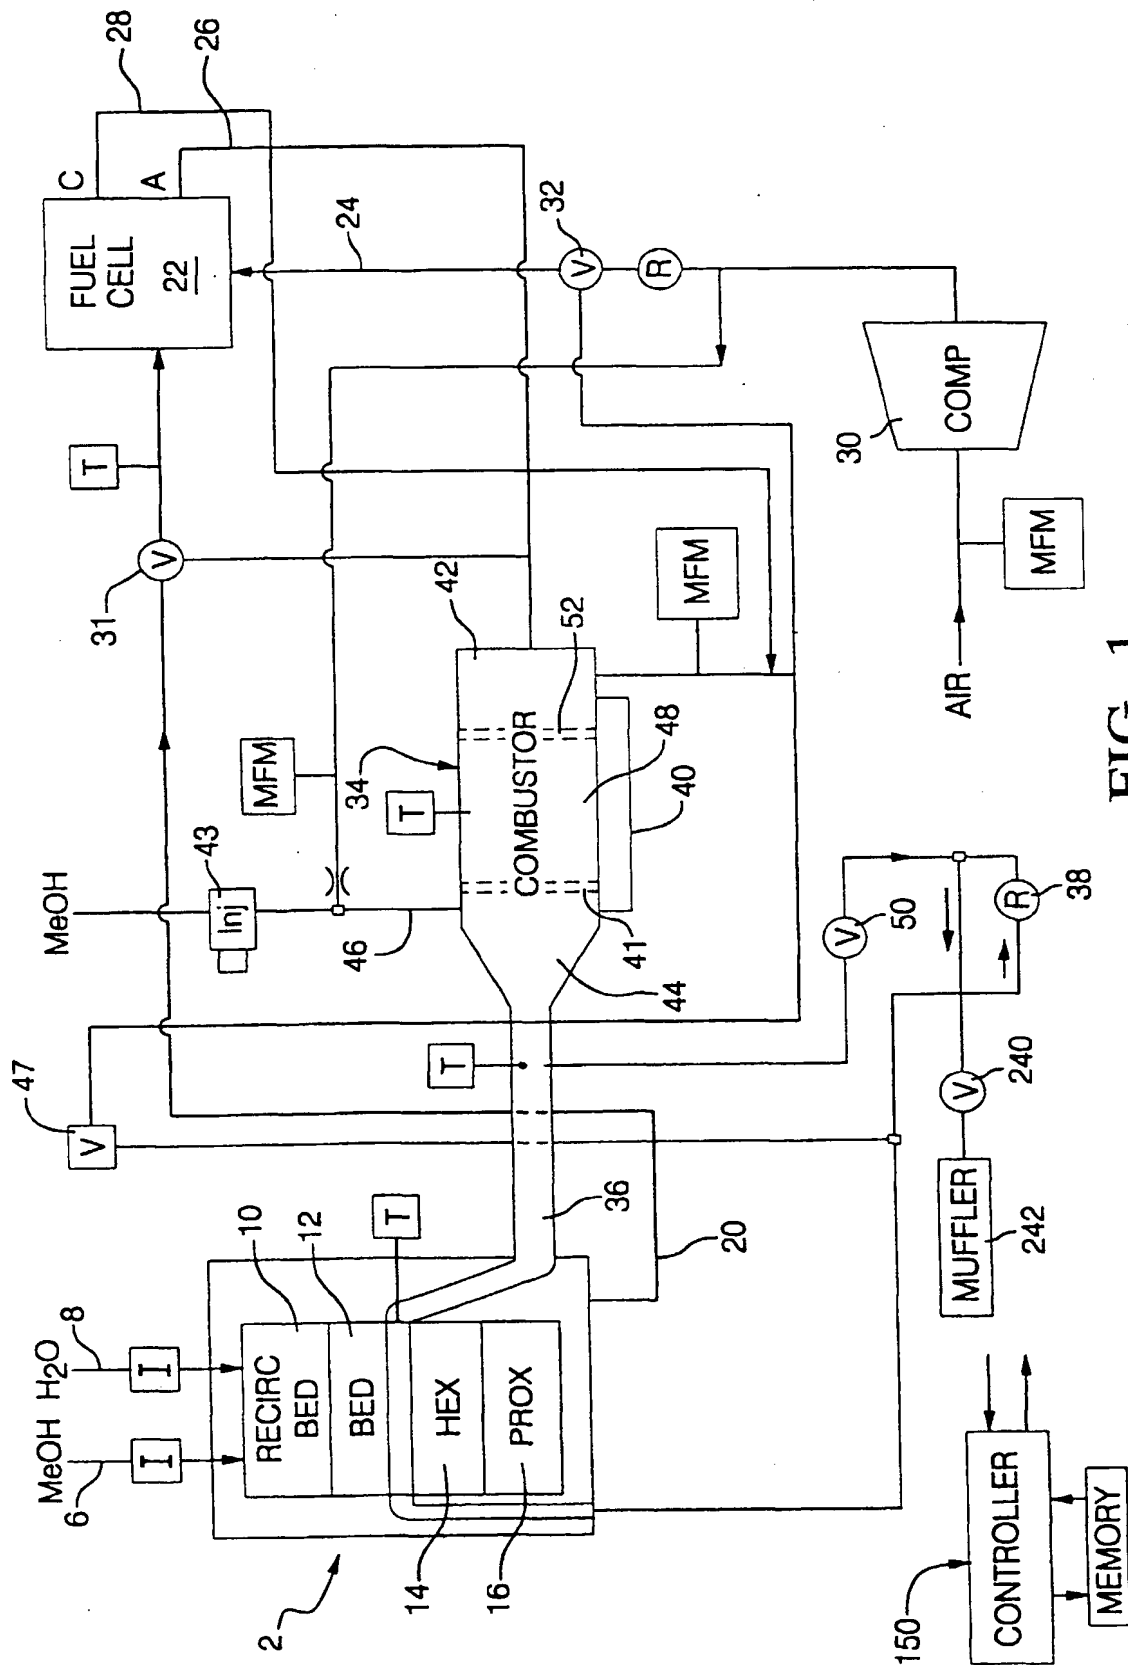 MeOH H2O
6
8
I
I
RECIRC
BED
10
BED
12
HEX
14
PROX
16
2
T
36
20
V
47
T
MeOH
Inj
43
46
MFM
T
34
COMBUSTOR
42
52
48
40
41
44
MFM
V
31
T
FUEL
CELL
22
C
A
28
26
24
V
32
R
COMP
30
AIR
MFM
V
50
R
38
V
240
MUFFLER
242
CONTROLLER
150
MEMORY
FIG. 1